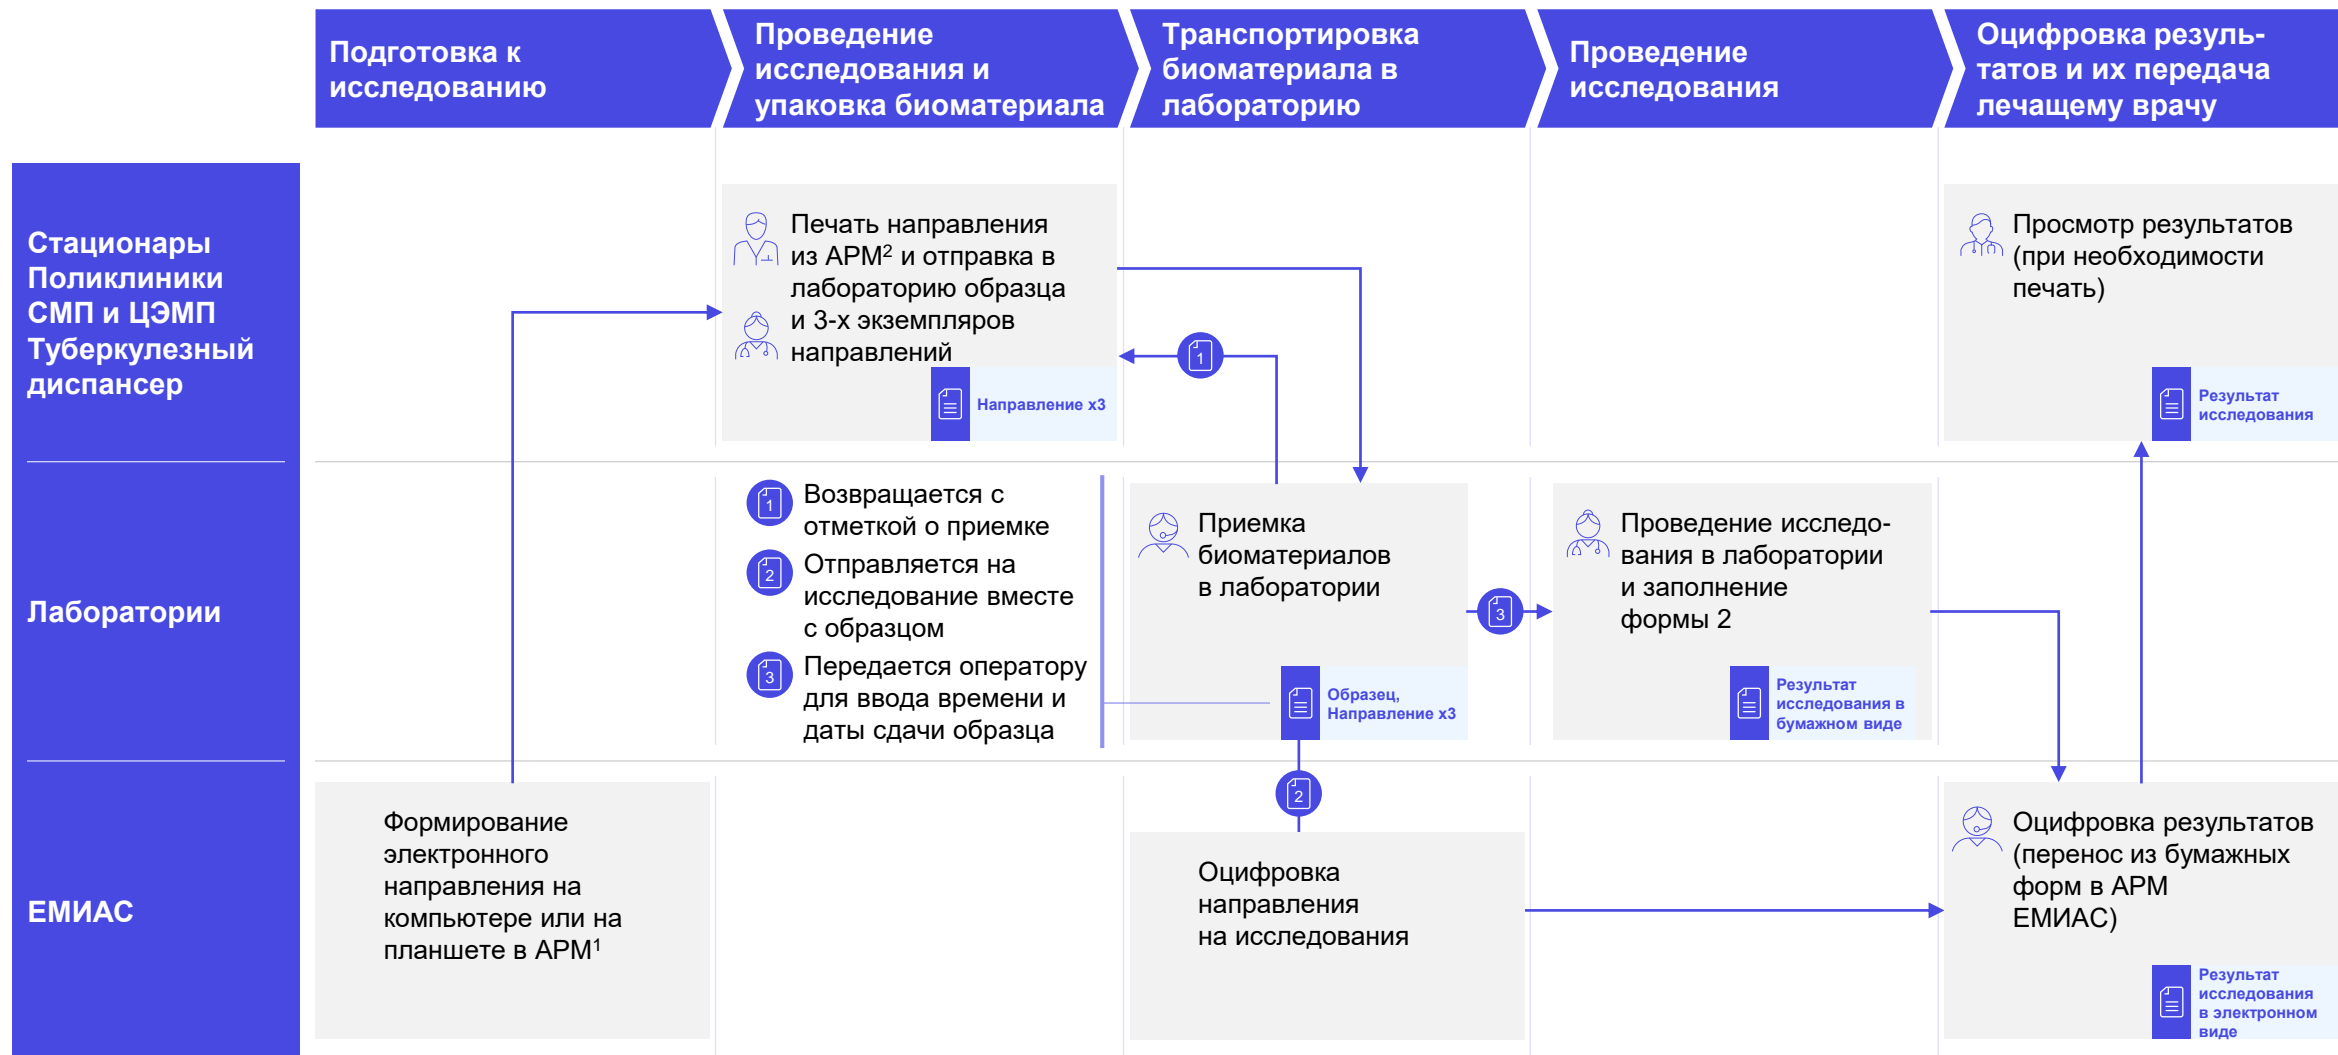 Подготовка к
исследованию
Проведение
исследования и
упаковка биоматериала
Транспортировка
биоматериала в
лабораторию
Проведение
исследования
Оцифровка резуль-
татов и их передача
лечащему врачу
Стационары
Поликлиники
СМП и ЦЭМП
Туберкулезный
диспансер
Печать направления
из АРМ2 и отправка в
лабораторию образца
и 3-х экземпляров
направлений
Направление х3
1
Просмотр результатов
(при необходимости
печать)
Результат
исследования
Лаборатории
1
Возвращается с
отметкой о приемке
2
Отправляется на
исследование вместе
с образцом
3
Передается оператору
для ввода времени и
даты сдачи образца
Приемка
биоматериалов
в лаборатории
Образец,
Направление х3
3
Проведение исследо-
вания в лаборатории
и заполнение
формы 2
Результат
исследования в
бумажном виде
ЕМИАС
Формирование
электронного
направления на
компьютере или на
планшете в АРМ1
2
Оцифровка
направления
на исследования
Оцифровка результатов
(перенос из бумажных
форм в АРМ
ЕМИАС)
Результат
исследования
в электронном
виде